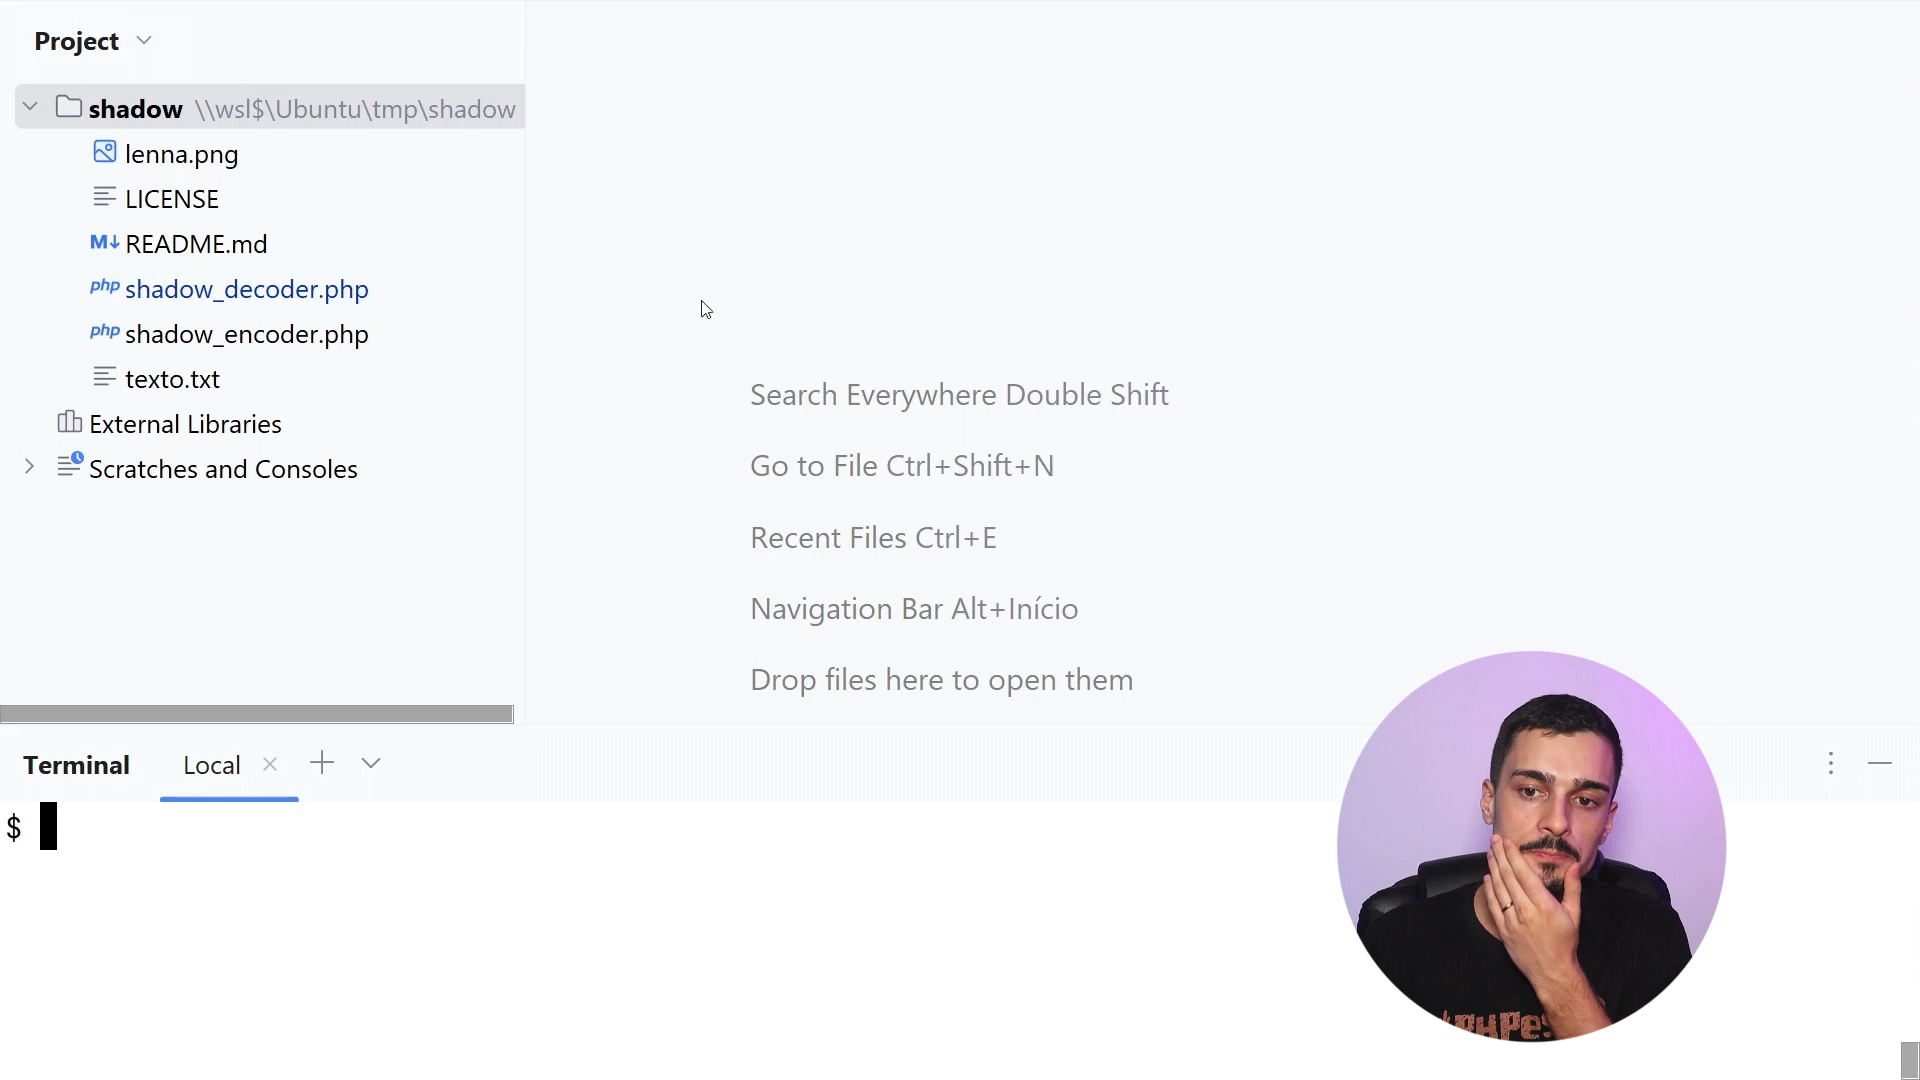 Project
shadow \\wsl$\Ubuntu\tmp\shadow
lenna.png
LICENSE
M↓ README.md
php shadow_decoder.php
php shadow_encoder.php
texto.txt
External Libraries
Scratches and Consoles
Search Everywhere Double Shift
Go to File Ctrl+Shift+N
Recent Files Ctrl+E
Navigation Bar Alt+Início
Drop files here to open them
Terminal Local
$